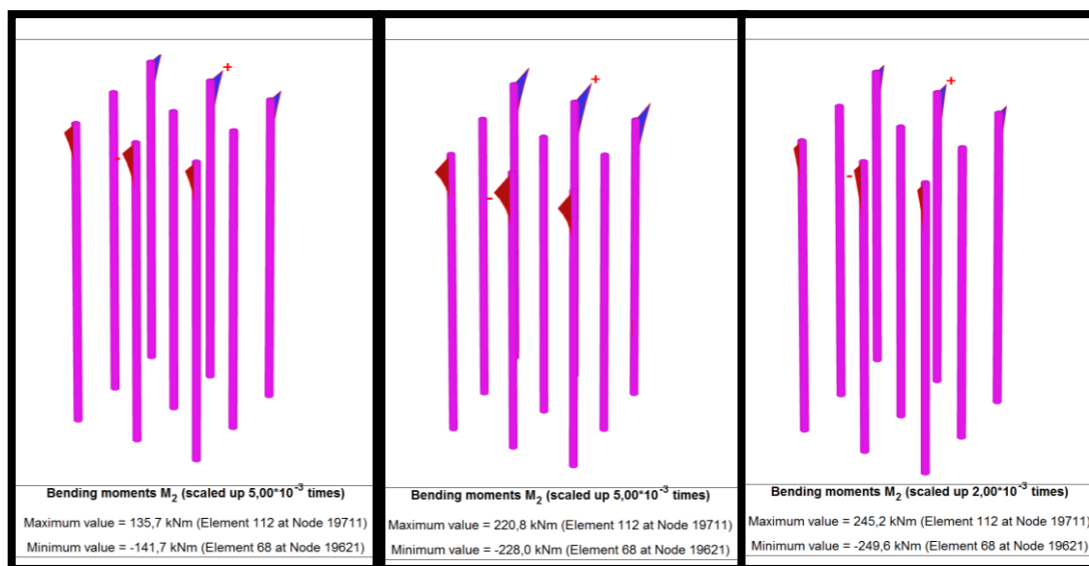 +
-
Bending moments M₂ (scaled up 5,00*10⁻³ times)
Maximum value = 135,7 kNm (Element 112 at Node 19711)
Minimum value = -141,7 kNm (Element 68 at Node 19621)
+
-
Bending moments M₂ (scaled up 5,00*10⁻³ times)
Maximum value = 220,8 kNm (Element 112 at Node 19711)
Minimum value = -228,0 kNm (Element 68 at Node 19621)
+
-
Bending moments M₂ (scaled up 2,00*10⁻³ times)
Maximum value = 245,2 kNm (Element 112 at Node 19711)
Minimum value = -249,6 kNm (Element 68 at Node 19621)